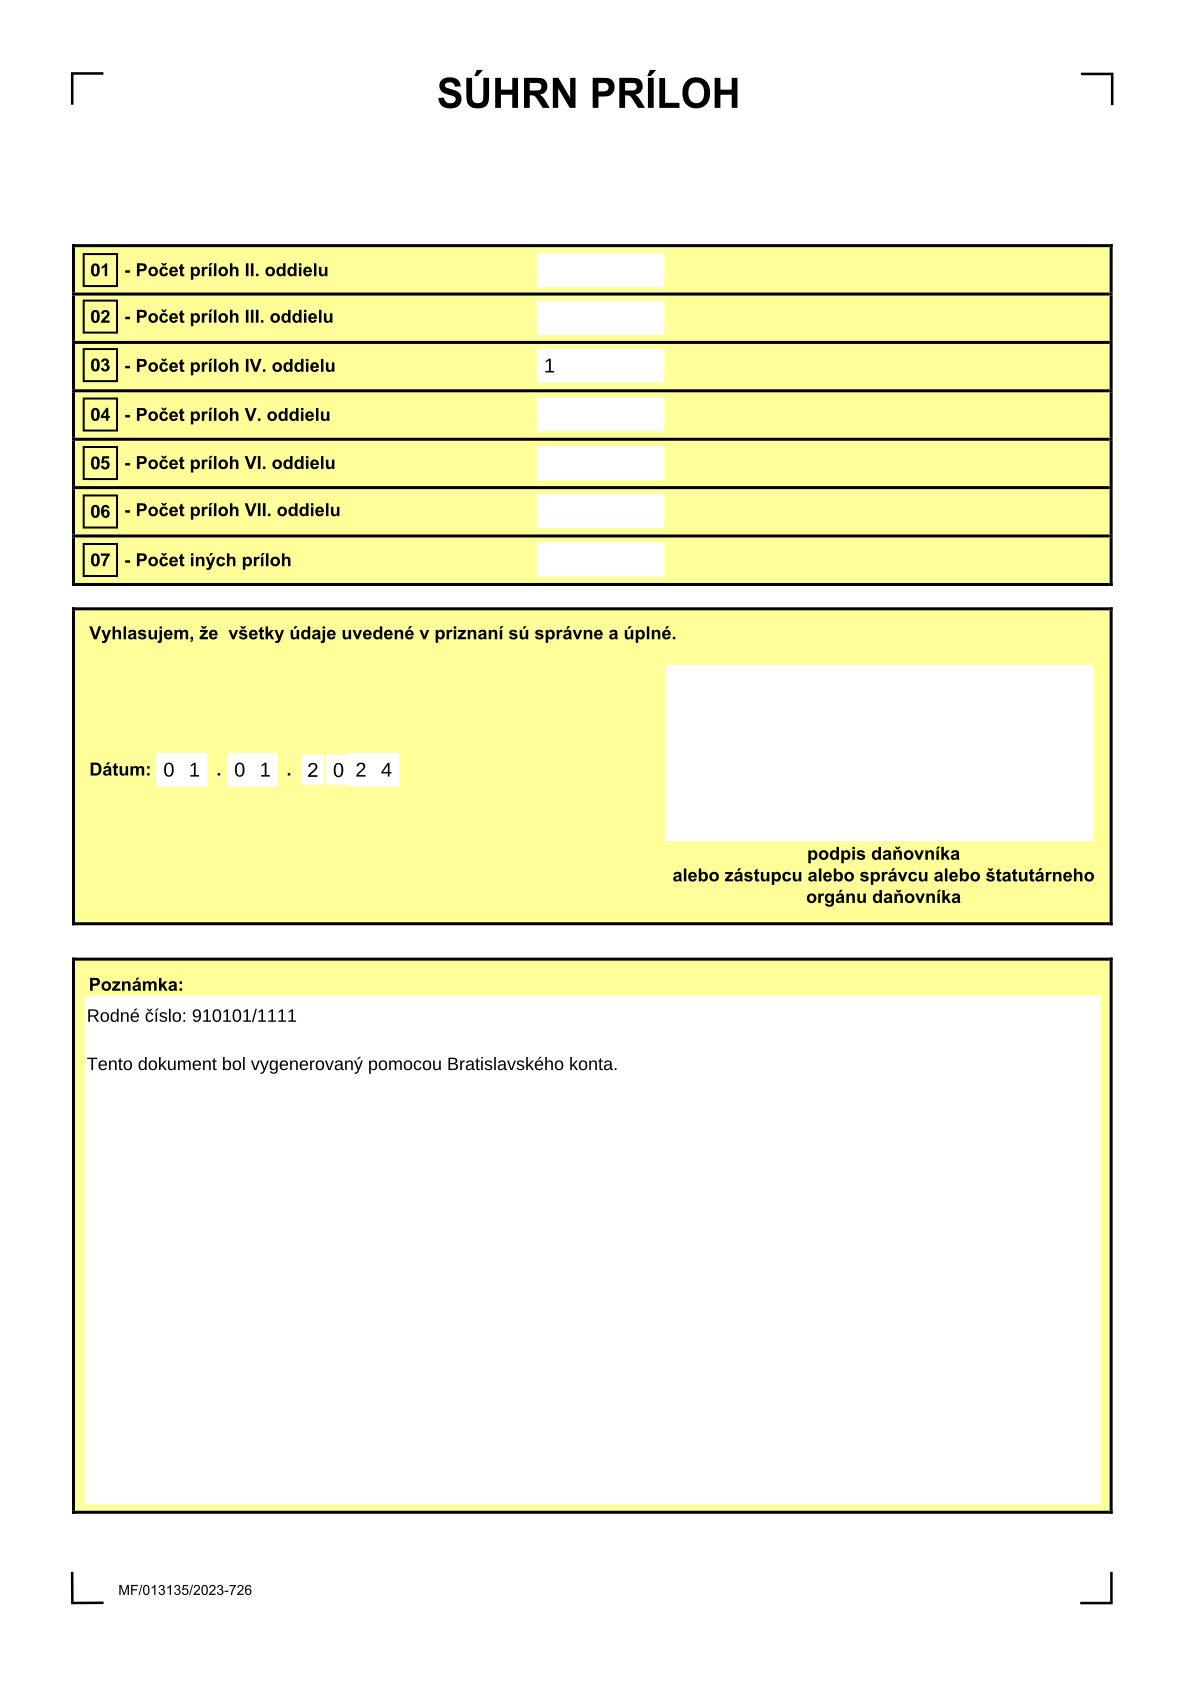 SÚHRN PRÍLOH
01 - Počet príloh II. oddielu
02 - Počet príloh III. oddielu
03 - Počet príloh IV. oddielu 1
04 - Počet príloh V. oddielu
05 - Počet príloh VI. oddielu
06 - Počet príloh VII. oddielu
07 - Počet iných príloh
Vyhlasujem, že všetky údaje uvedené v priznaní sú správne a úplné.
Dátum: 0 1 . 0 1 . 2 0 2 4
podpis daňovníka
alebo zástupcu alebo správcu alebo štatutárneho
orgánu daňovníka
Poznámka:
Rodné číslo: 910101/1111
Tento dokument bol vygenerovaný pomocou Bratislavského konta.
MF/013135/2023-726